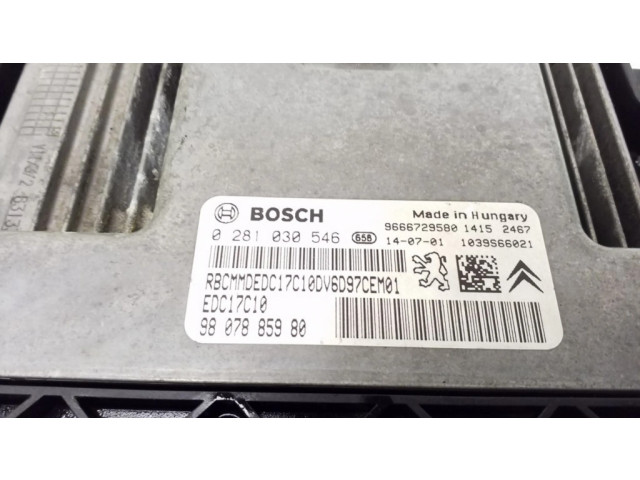 BOSCH
Made in Hungary
9666729580 1415 2467
0 281 030 546 658 14-07-01 1039S66021
RBCMMDEDC17C10DV6D97CEM01
EDC17C10
98 078 859 80